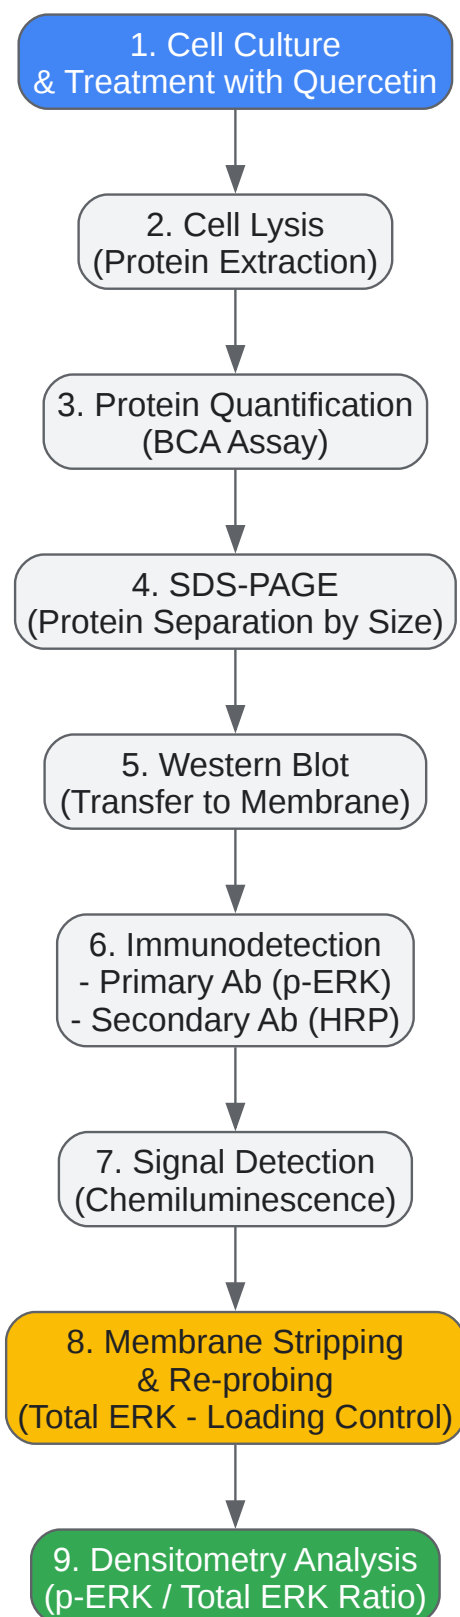 1. Cell Culture
& Treatment with Quercetin
2. Cell Lysis
(Protein Extraction)
3. Protein Quantification
(BCA Assay)
4. SDS-PAGE
(Protein Separation by Size)
5. Western Blot
(Transfer to Membrane)
6. Immunodetection
- Primary Ab (p-ERK)
- Secondary Ab (HRP)
7. Signal Detection
(Chemiluminescence)
8. Membrane Stripping
& Re-probing
(Total ERK - Loading Control)
9. Densitometry Analysis
(p-ERK / Total ERK Ratio)